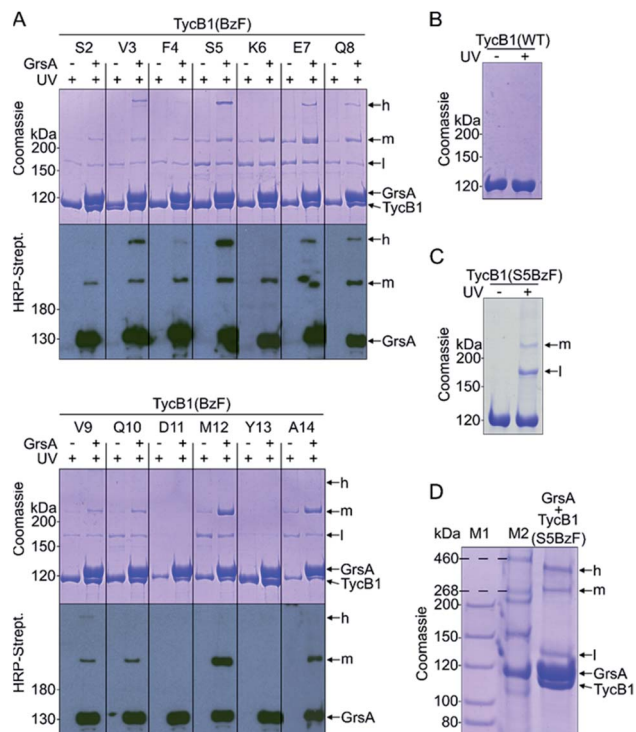 A
TycB1(BzF)
S2 V3 F4 S5 K6 E7 Q8
GrsA - + - + - + - + - + - + - +
UV + + + + + + + + + + + + + +
Coomassie
kDa
200
150
120
h
m
l
GrsA
TycB1
HRP-Strept.
180
130
h
m
GrsA
TycB1(BzF)
V9 Q10 D11 M12 Y13 A14
GrsA - + - + - + - + - + - +
UV + + + + + + + + + + + +
Coomassie
kDa
200
150
120
h
m
l
GrsA
TycB1
HRP-Strept.
180
130
h
m
GrsA
B
TycB1(WT)
UV - +
Coomassie
kDa
200
150
120
C
TycB1(S5BzF)
UV - +
Coomassie
kDa
200
150
120
m
l
D
GrsA
+
TycB1
(S5BzF)
kDa M1 M2
Coomassie
460
268
200
150
120
100
80
h
m
l
GrsA
TycB1